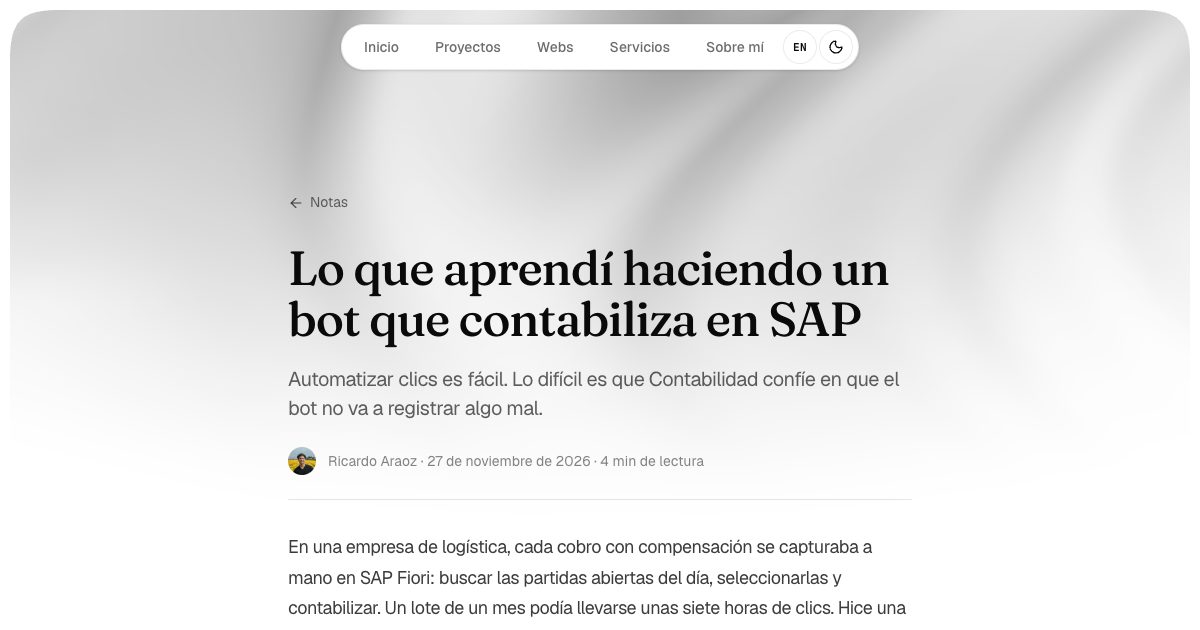 Inicio Proyectos Webs Servicios Sobre mí EN
Notas
Lo que aprendí haciendo un
bot que contabiliza en SAP
Automatizar clics es fácil. Lo difícil es que Contabilidad confíe en que el
bot no va a registrar algo mal.
Ricardo Araoz · 27 de noviembre de 2026 · 4 min de lectura
En una empresa de logística, cada cobro con compensación se capturaba a
mano en SAP Fiori: buscar las partidas abiertas del día, seleccionarlas y
contabilizar. Un lote de un mes podía llevarse unas siete horas de clics. Hice una